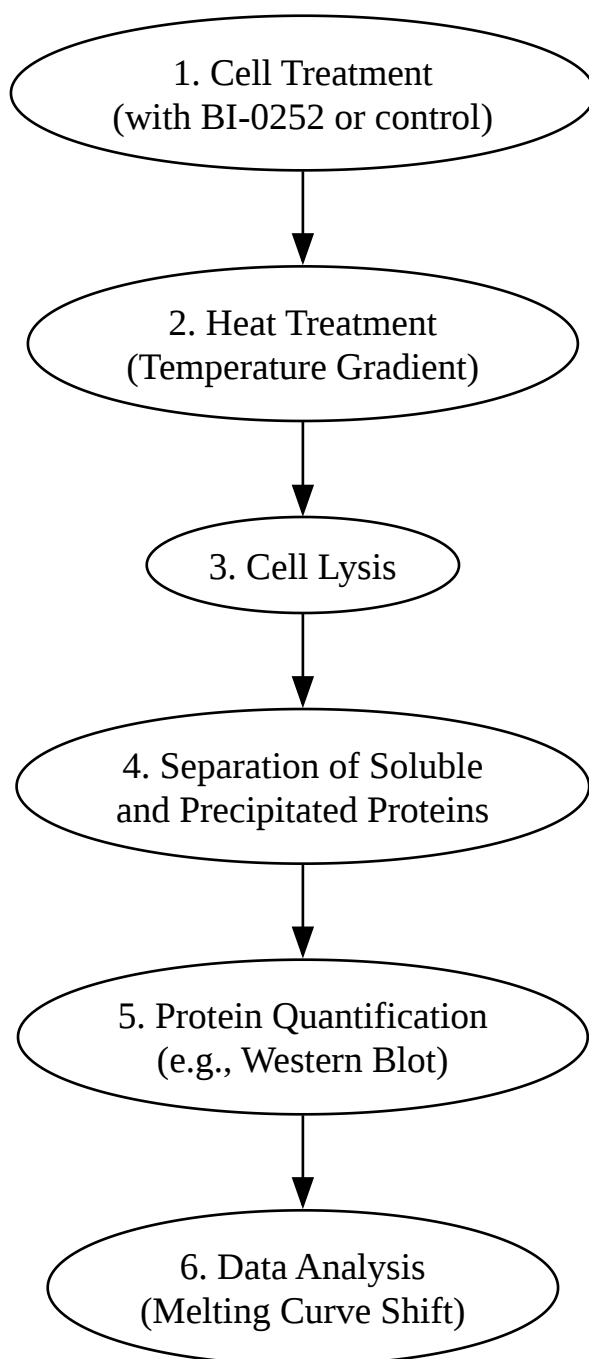 1. Cell Treatment
(with BI-0252 or control)
2. Heat Treatment
(Temperature Gradient)
3. Cell Lysis
4. Separation of Soluble
and Precipitated Proteins
5. Protein Quantification
(e.g., Western Blot)
6. Data Analysis
(Melting Curve Shift)